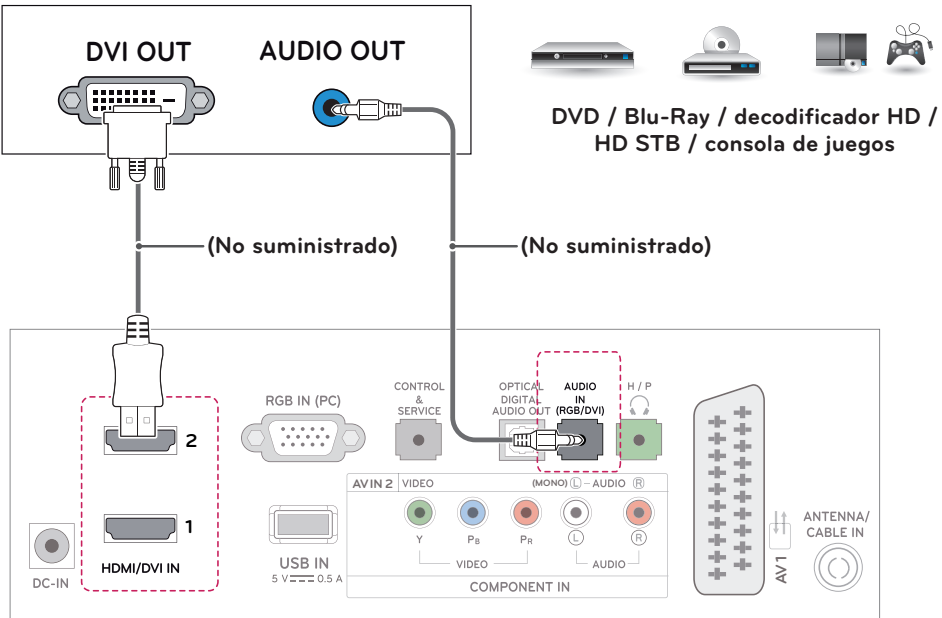 DVI OUT
AUDIO OUT
DVD / Blu-Ray / decodificador HD /
HD STB / consola de juegos
(No suministrado)
(No suministrado)
RGB IN (PC)
CONTROL
&
SERVICE
OPTICAL
DIGITAL
AUDIO OUT
AUDIO
IN
(RGB/DVI)
H / P
2
1
HDMI/DVI IN
DC-IN
USB IN
5 V 0.5 A
AV IN 2
VIDEO
(MONO) L – AUDIO R
Y
PB
PR
L
R
VIDEO
AUDIO
COMPONENT IN
AV 1
ANTENNA/
CABLE IN